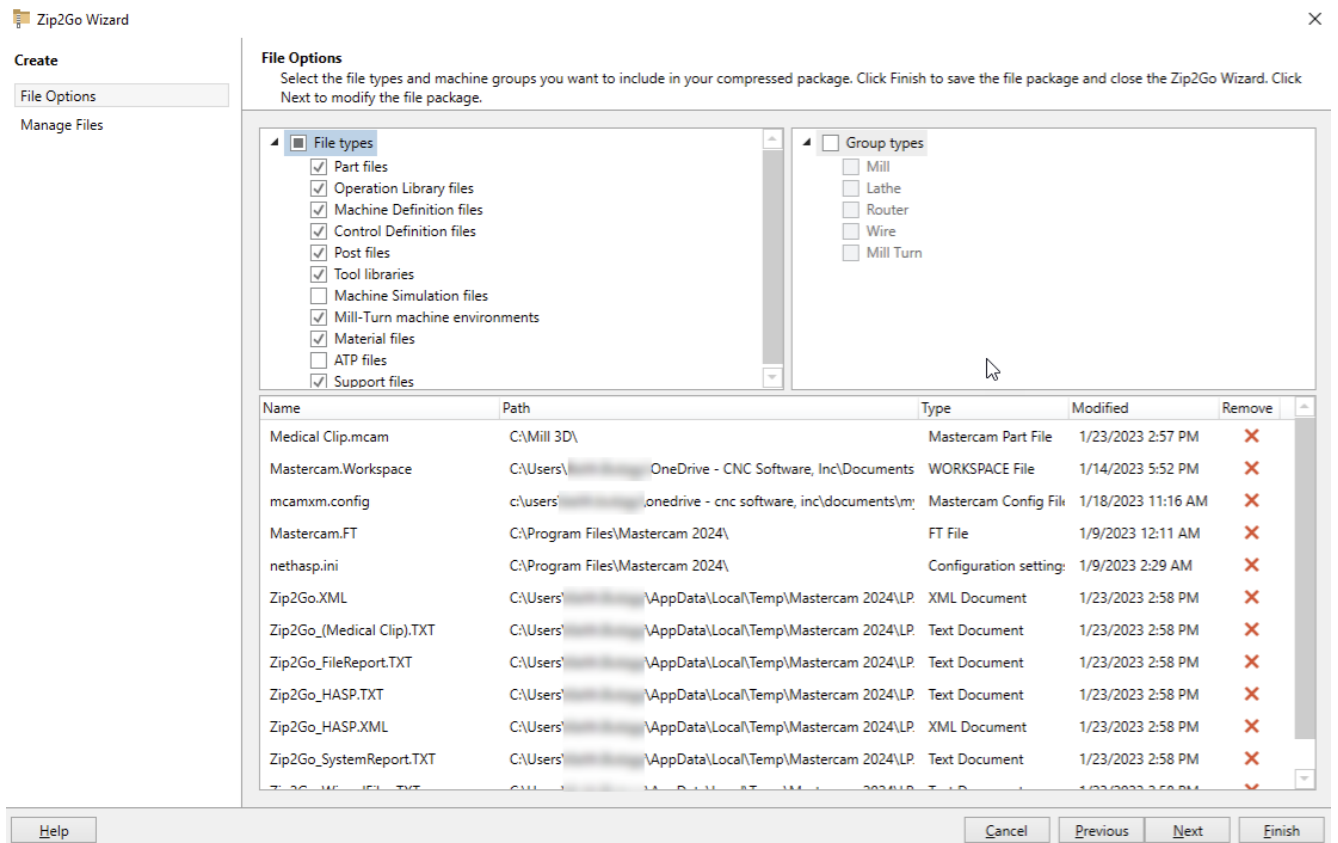 Zip2Go Wizard
Create
File Options
Manage Files
File Options
Select the file types and machine groups you want to include in your compressed package. Click Finish to save the file package and close the Zip2Go Wizard. Click
Next to modify the file package.
File types
Part files
Operation Library files
Machine Definition files
Control Definition files
Post files
Tool libraries
Machine Simulation files
Mill-Turn machine environments
Material files
ATP files
Support files
Group types
Mill
Lathe
Router
Wire
Mill Turn
Name Path Type Modified Remove
Medical Clip.mcam C:\Mill 3D\ Mastercam Part File 1/23/2023 2:57 PM
Mastercam.Workspace C:\Users\ OneDrive - CNC Software, Inc\Documents WORKSPACE File 1/14/2023 5:52 PM
mcamxm.config c:\users onedrive - cnc software, inc\documents\my Mastercam Config File 1/18/2023 11:16 AM
Mastercam.FT C:\Program Files\Mastercam 2024\ FT File 1/9/2023 12:11 AM
nethasp.ini C:\Program Files\Mastercam 2024\ Configuration settings 1/9/2023 2:29 AM
Zip2Go.XML C:\Users\ \AppData\Local\Temp\Mastercam 2024\LP. XML Document 1/23/2023 2:58 PM
Zip2Go_(Medical Clip).TXT C:\Users\ \AppData\Local\Temp\Mastercam 2024\LP. Text Document 1/23/2023 2:58 PM
Zip2Go_FileReport.TXT C:\Users\ \AppData\Local\Temp\Mastercam 2024\LP. Text Document 1/23/2023 2:58 PM
Zip2Go_HASP.TXT C:\Users\ \AppData\Local\Temp\Mastercam 2024\LP. Text Document 1/23/2023 2:58 PM
Zip2Go_HASP.XML C:\Users\ \AppData\Local\Temp\Mastercam 2024\LP. XML Document 1/23/2023 2:58 PM
Zip2Go_SystemReport.TXT C:\Users\ \AppData\Local\Temp\Mastercam 2024\LP. Text Document 1/23/2023 2:58 PM
Help Cancel Previous Next Finish